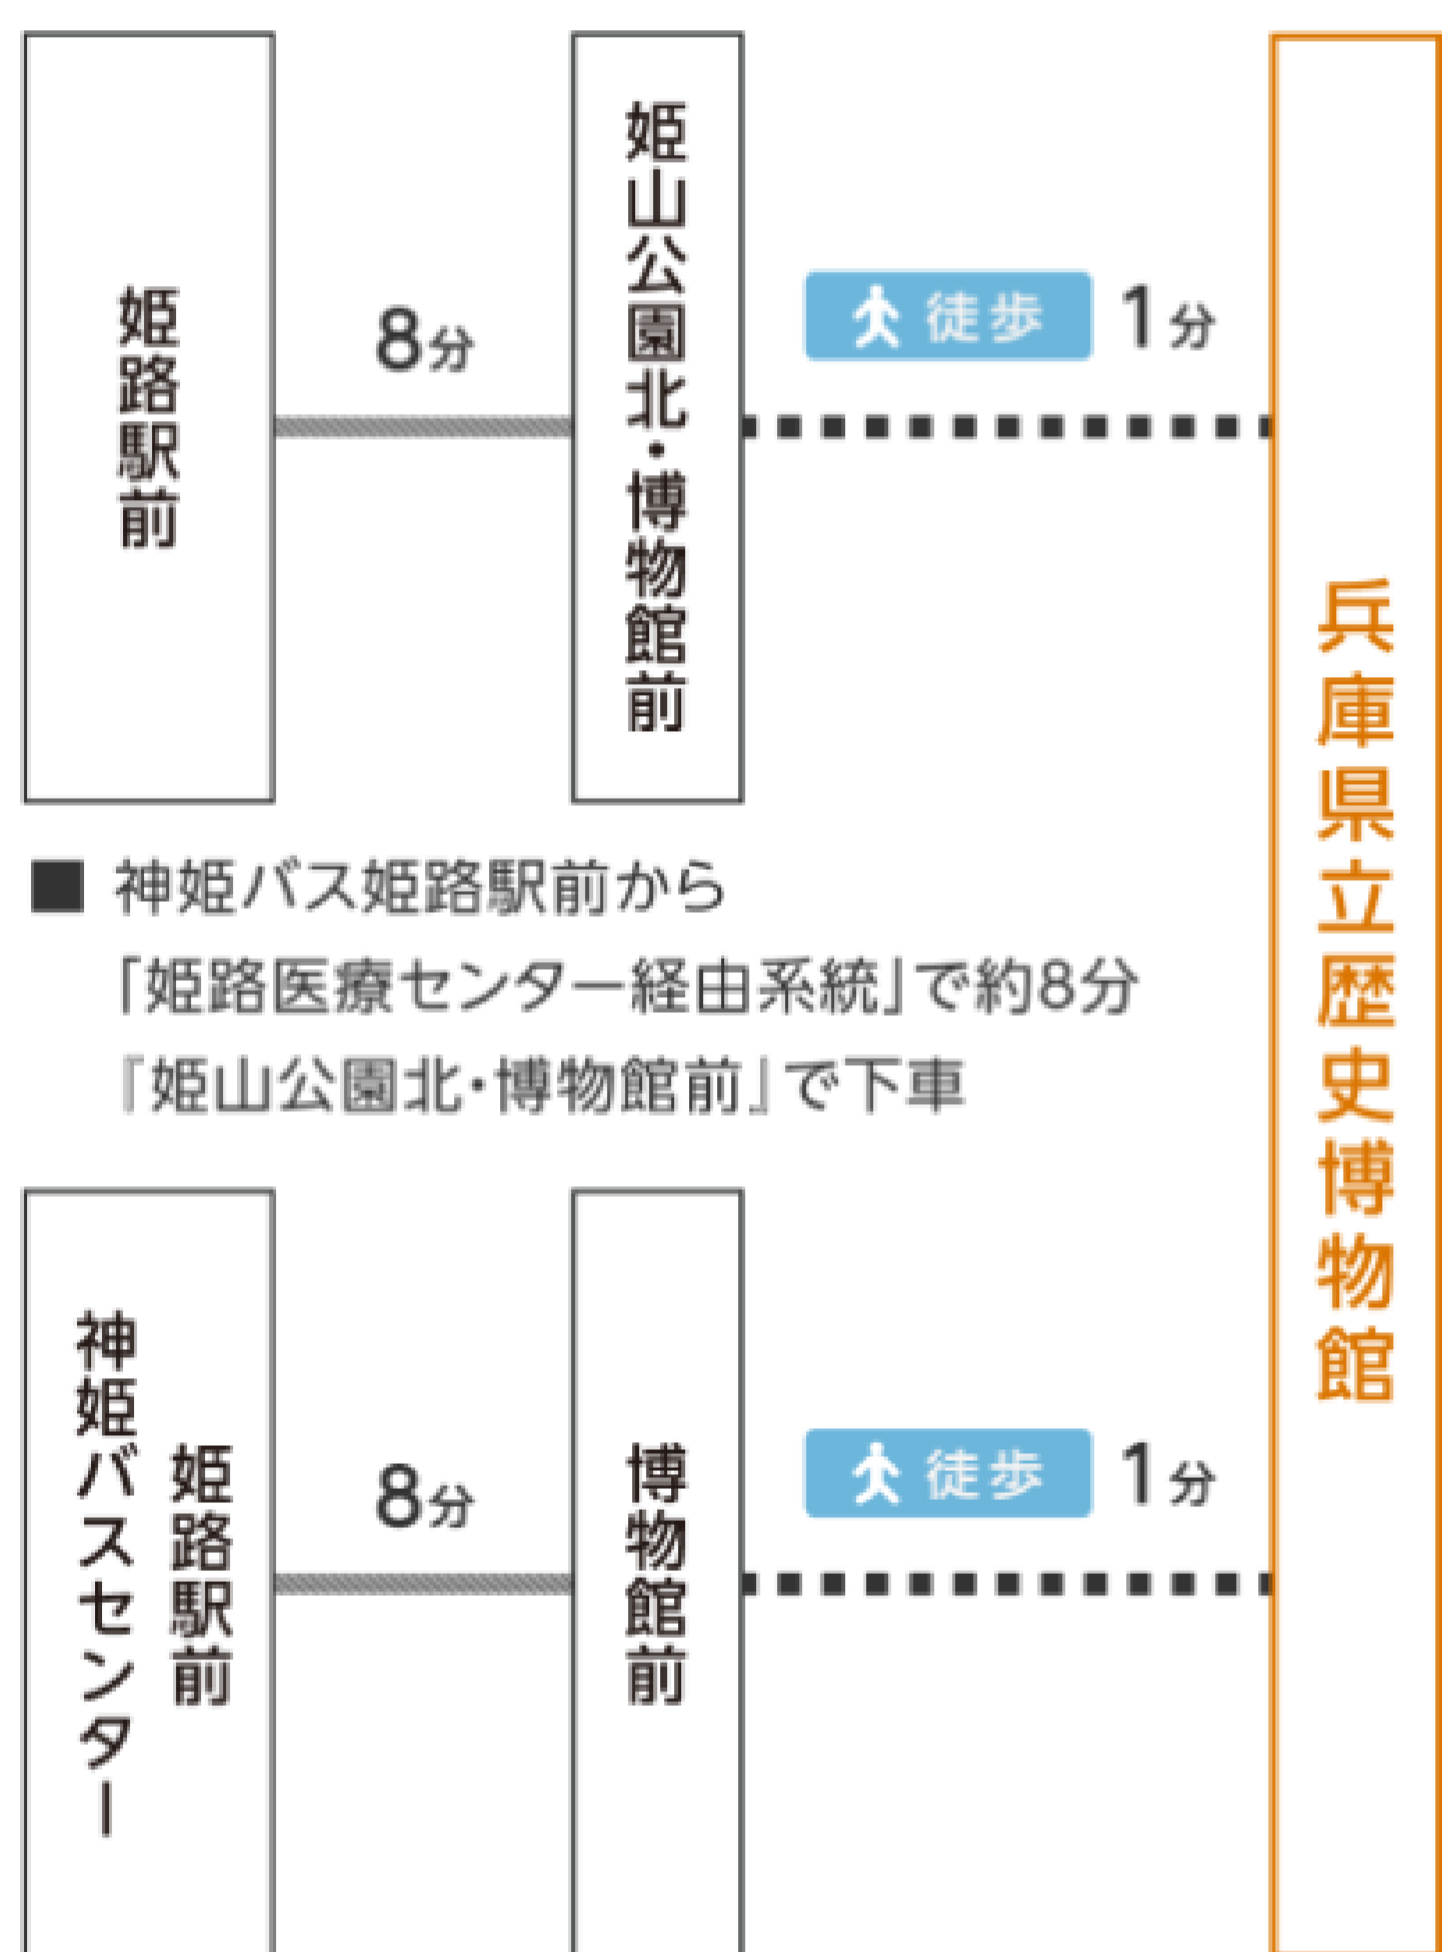 姫路駅前
8分
姫山公園北・博物館前
徒歩 1分
兵庫県立歴史博物館
■ 神姫バス姫路駅前から
「姫路医療センター経由系統」で約8分
『姫山公園北・博物館前』で下車
姫路駅前
神姫バスセンター
8分
博物館前
徒歩 1分